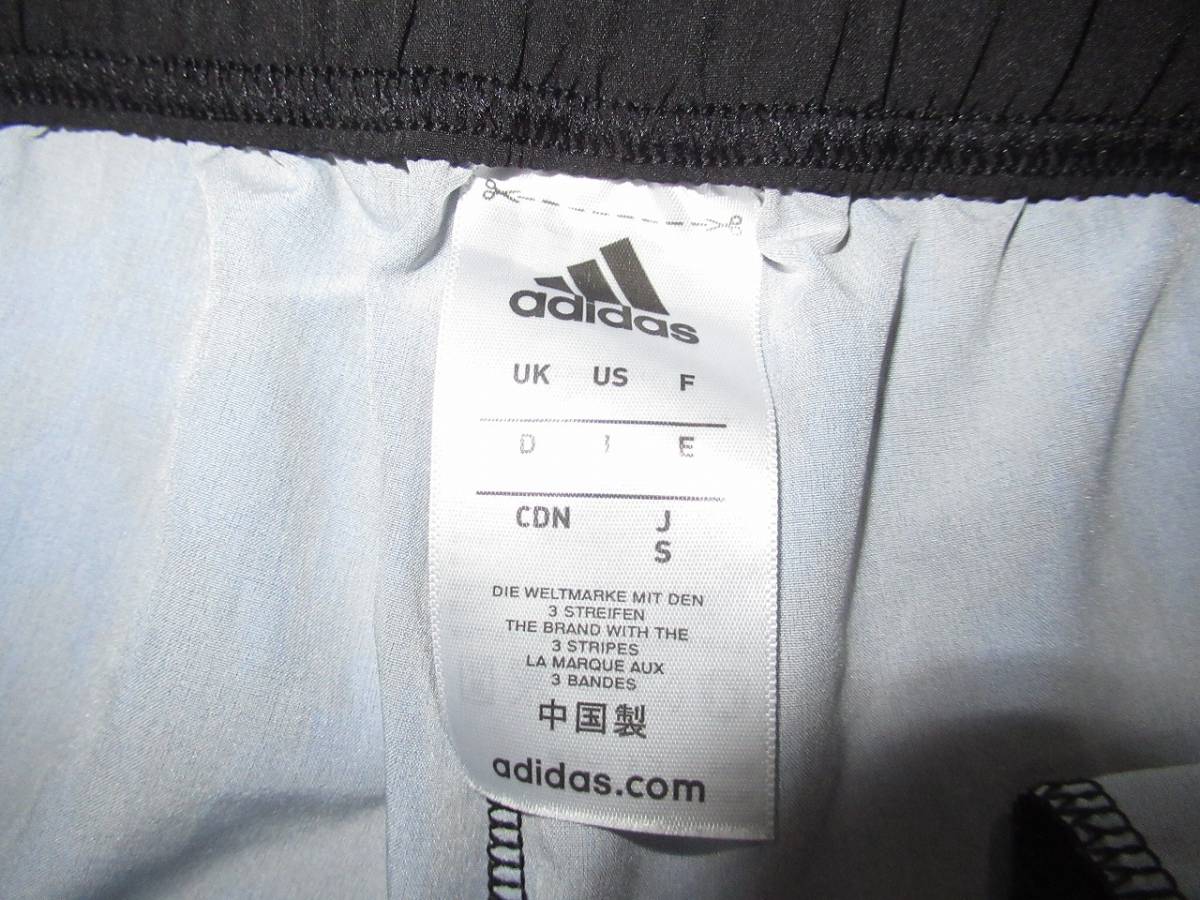 adidas
UK US F
D I E
CDN J
S
DIE WELTMARKE MIT DEN
3 STREIFEN
THE BRAND WITH THE
3 STRIPES
LA MARQUE AUX
3 BANDES
中国製
adidas.com